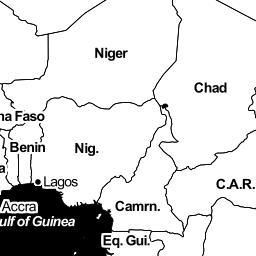 Niger
Chad
na Faso
Benin
Nig.
a
Lagos
C.A.R.
Accra
Camrn.
ulf of Guinea
Eq. Gui.